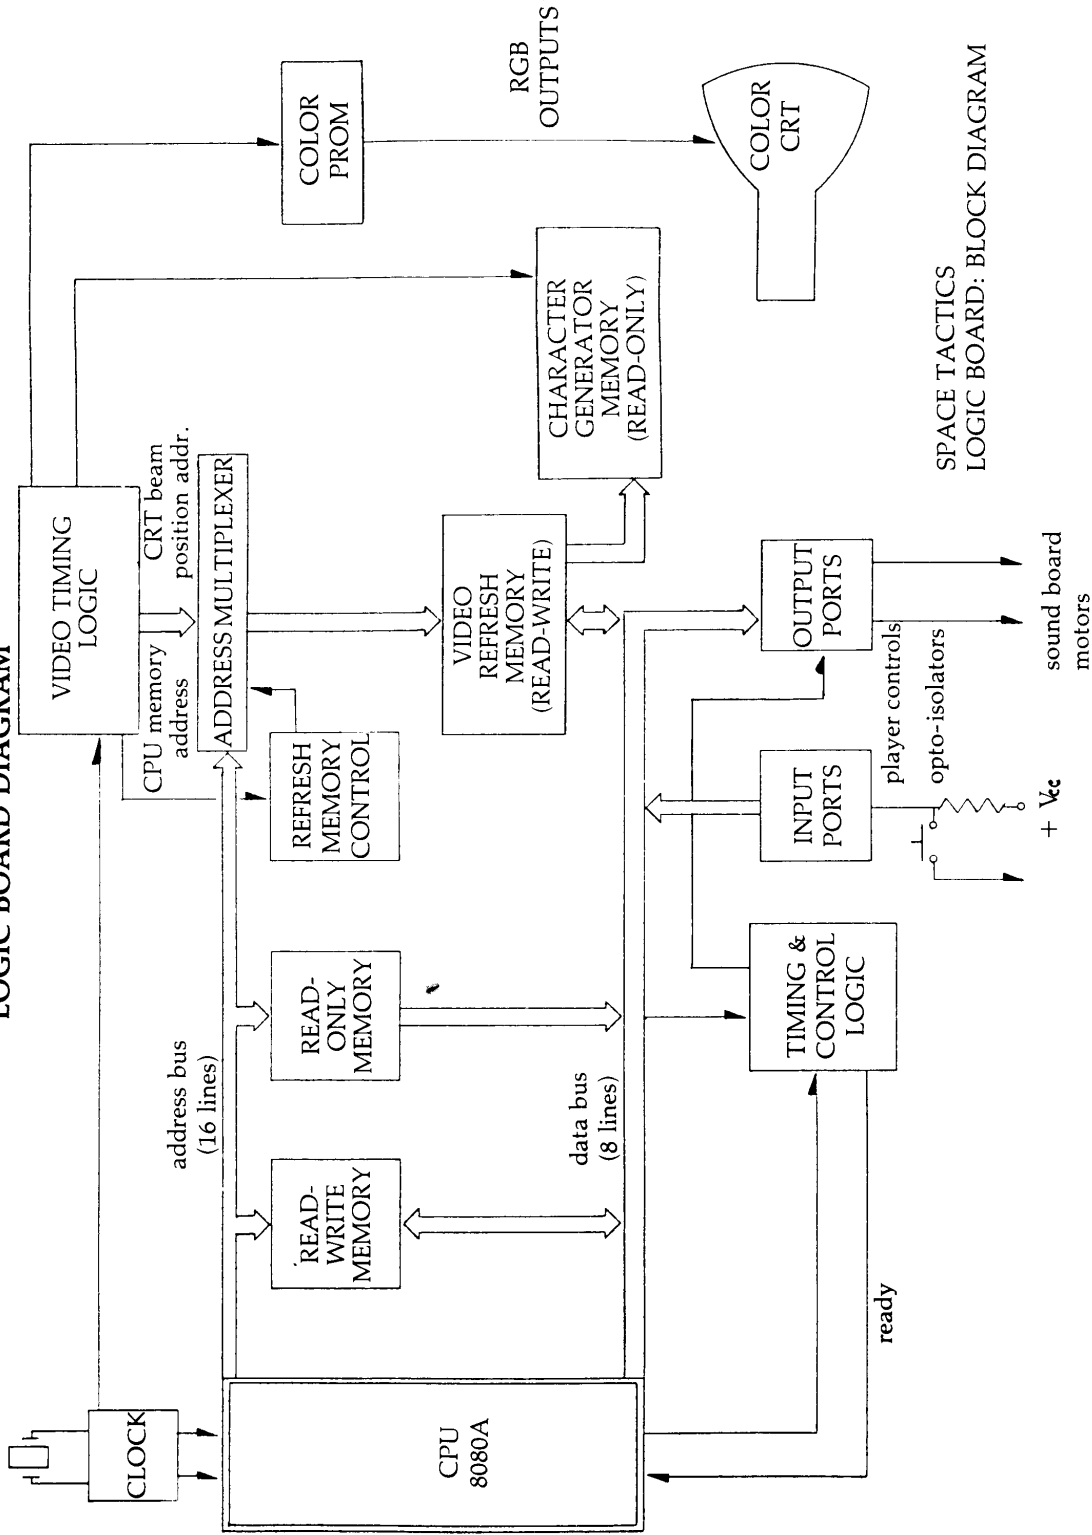 LOGIC BOARD DIAGRAM
CLOCK
CPU
8080A
address bus
(16 lines)
READ-
WRITE
MEMORY
READ-
ONLY
MEMORY
data bus
(8 lines)
ready
TIMING &
CONTROL
LOGIC
VIDEO TIMING
LOGIC
CPU memory
address
CRT beam
position addr.
ADDRESS MULTIPLEXER
REFRESH
MEMORY
CONTROL
VIDEO
REFRESH
MEMORY
(READ-WRITE)
INPUT
PORTS
OUTPUT
PORTS
player controls
opto-isolators
+ Vcc
sound board
motors
CHARACTER
GENERATOR
MEMORY
(READ-ONLY)
COLOR
PROM
RGB
OUTPUTS
COLOR
CRT
SPACE TACTICS
LOGIC BOARD: BLOCK DIAGRAM